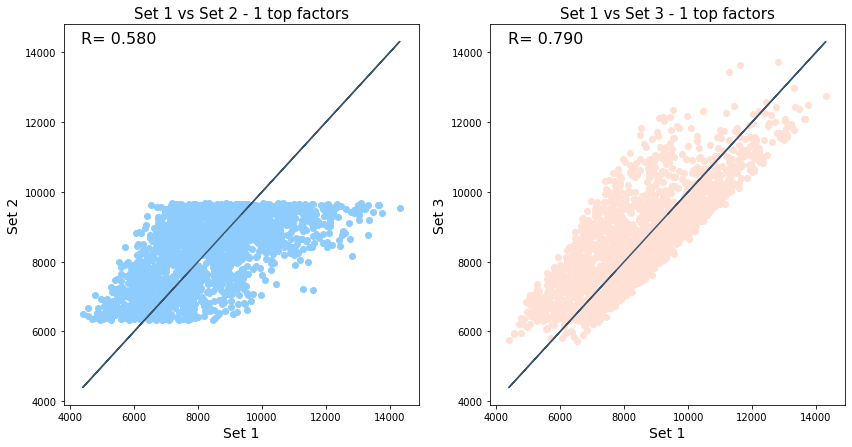 Set 1 vs Set 2 - 1 top factors
R= 0.580
14000
12000
10000
8000
6000
4000
Set 2
4000 6000 8000 10000 12000 14000
Set 1
Set 1 vs Set 3 - 1 top factors
R= 0.790
14000
12000
10000
8000
6000
4000
Set 3
4000 6000 8000 10000 12000 14000
Set 1